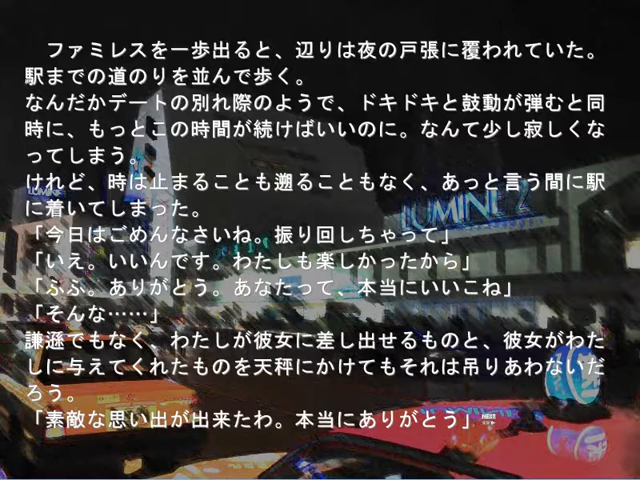 ファミレスを一歩出ると、辺りは夜の戸張に覆われていた。
駅までの道のりを並んで歩く。
なんだかデートの別れ際のようで、ドキドキと鼓動が弾むと同
時に、もっとこの時間が続けばいいのに。なんて少し寂しくな
ってしまう。
けれど、時は止まることも遡ることもなく、あっと言う間に駅
に着いてしまった。
「今日はごめんなさいね。振り回しちゃって」
「いえ。いいんです。わたしも楽しかったから」
「ふふ。ありがとう。あなたって、本当にいいこね」
「そんな……」
謙遜でもなく、わたしが彼女に差し出せるものと、彼女がわた
しに与えてくれたものを天秤にかけてもそれは吊りあわないだ
ろう。
「素敵な思い出が出来たわ。本当にありがとう」
LUMINE
LUMINE 2